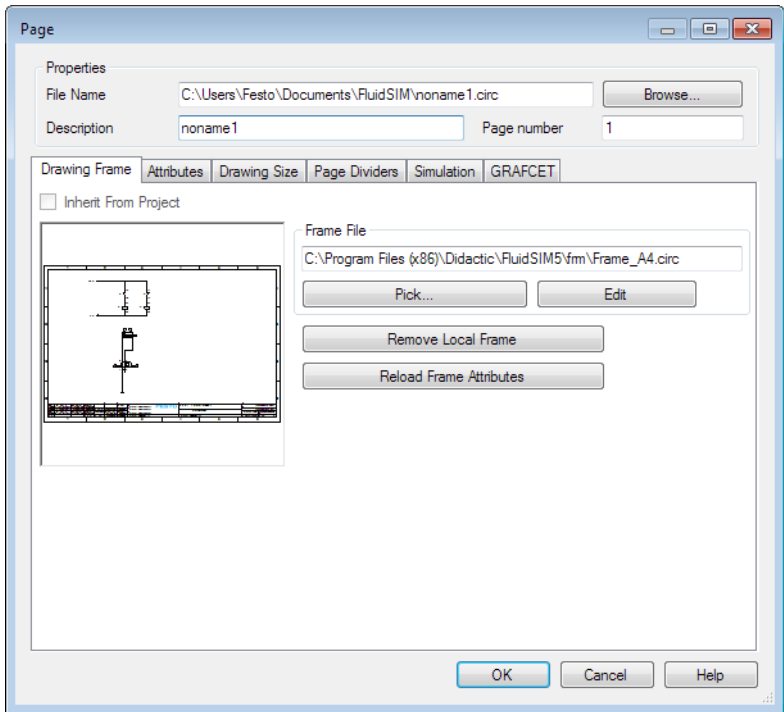 Page
Properties
File Name C:\Users\Festo\Documents\FluidSIM\noname1.circ Browse...
Description noname1 Page number 1
Drawing Frame Attributes Drawing Size Page Dividers Simulation GRAFCET
Inherit From Project
Frame File
C:\Program Files (x86)\Didactic\FluidSIM5\frm\Frame_A4.circ
Pick... Edit
Remove Local Frame
Reload Frame Attributes
FESTO
OK Cancel Help